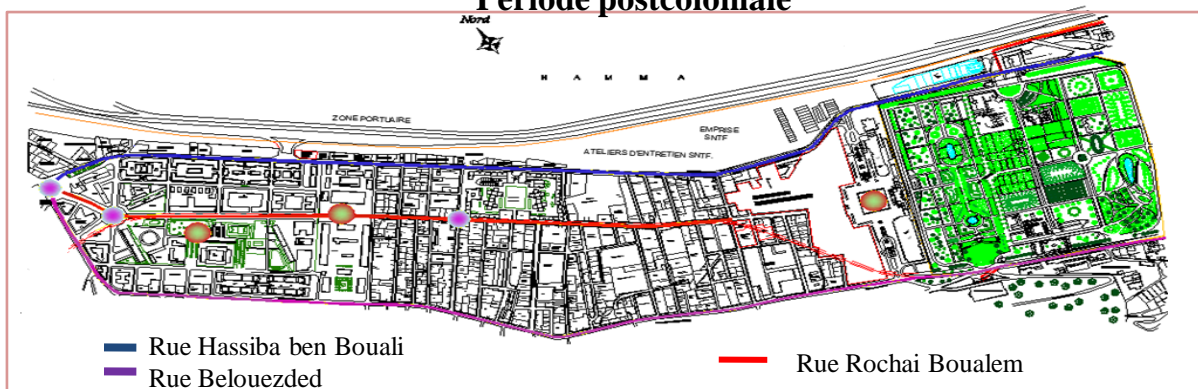 Période postcoloniale
Nord
HAMMA
ZONE PORTUAIRE
EMPRISE
SNTF
ATELIERS D'ENTRETIEN SNTF.
Rue Hassiba ben Bouali
Rue Belouezded
Rue Rochai Boualem